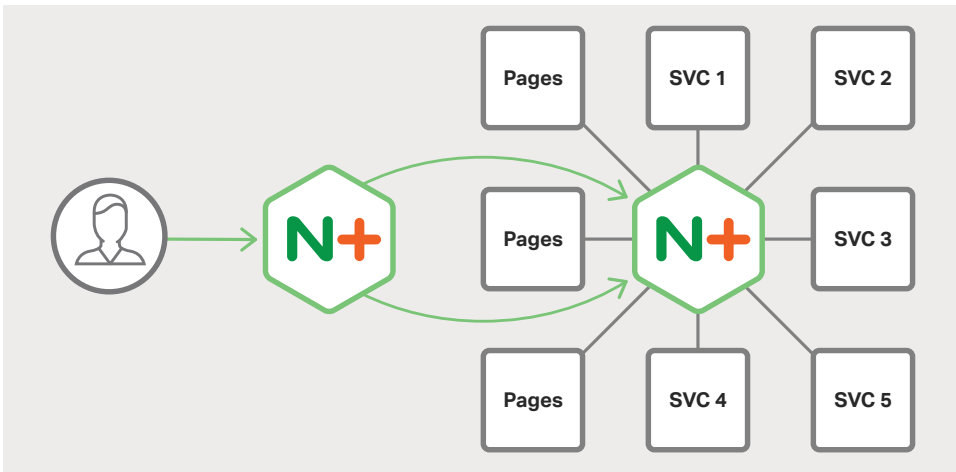 Pages
SVC 1
SVC 2
N+
Pages
N+
SVC 3
Pages
SVC 4
SVC 5